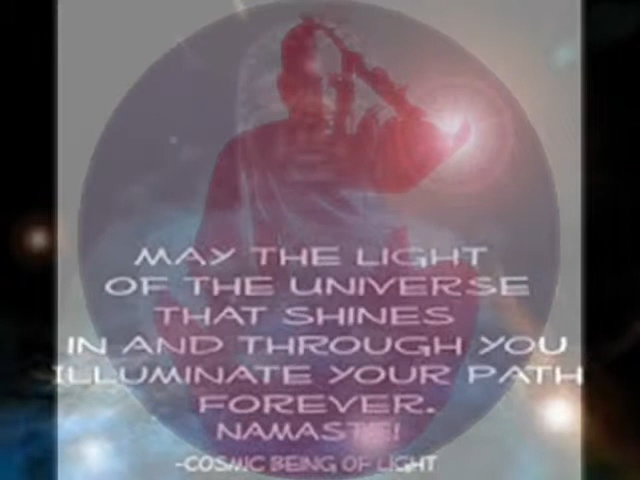 MAY THE LIGHT
OF THE UNIVERSE
THAT SHINES
IN AND THROUGH YOU
ILLUMINATE YOUR PATH
FOREVER.
NAMASTE!
-COSMIC BEING OF LIGHT